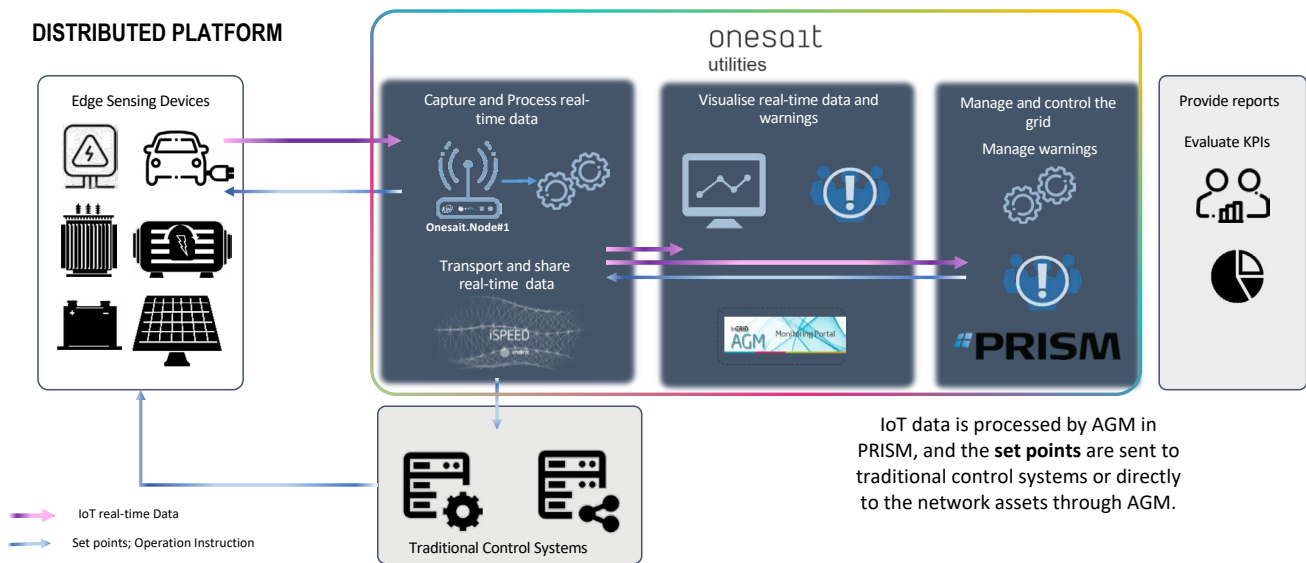 DISTRIBUTED PLATFORM
onesait
utilities
Edge Sensing Devices
Capture and Process real-
time data
Onesait.Node#1
Transport and share
real-time data
iSPEED
indra
Visualise real-time data and
warnings
inGRID
AGM
Monitoring Portal
Manage and control the
grid
Manage warnings
PRISM
Provide reports
Evaluate KPIs
Traditional Control Systems
IoT data is processed by AGM in
PRISM, and the set points are sent to
traditional control systems or directly
to the network assets through AGM.
IoT real-time Data
Set points; Operation Instruction